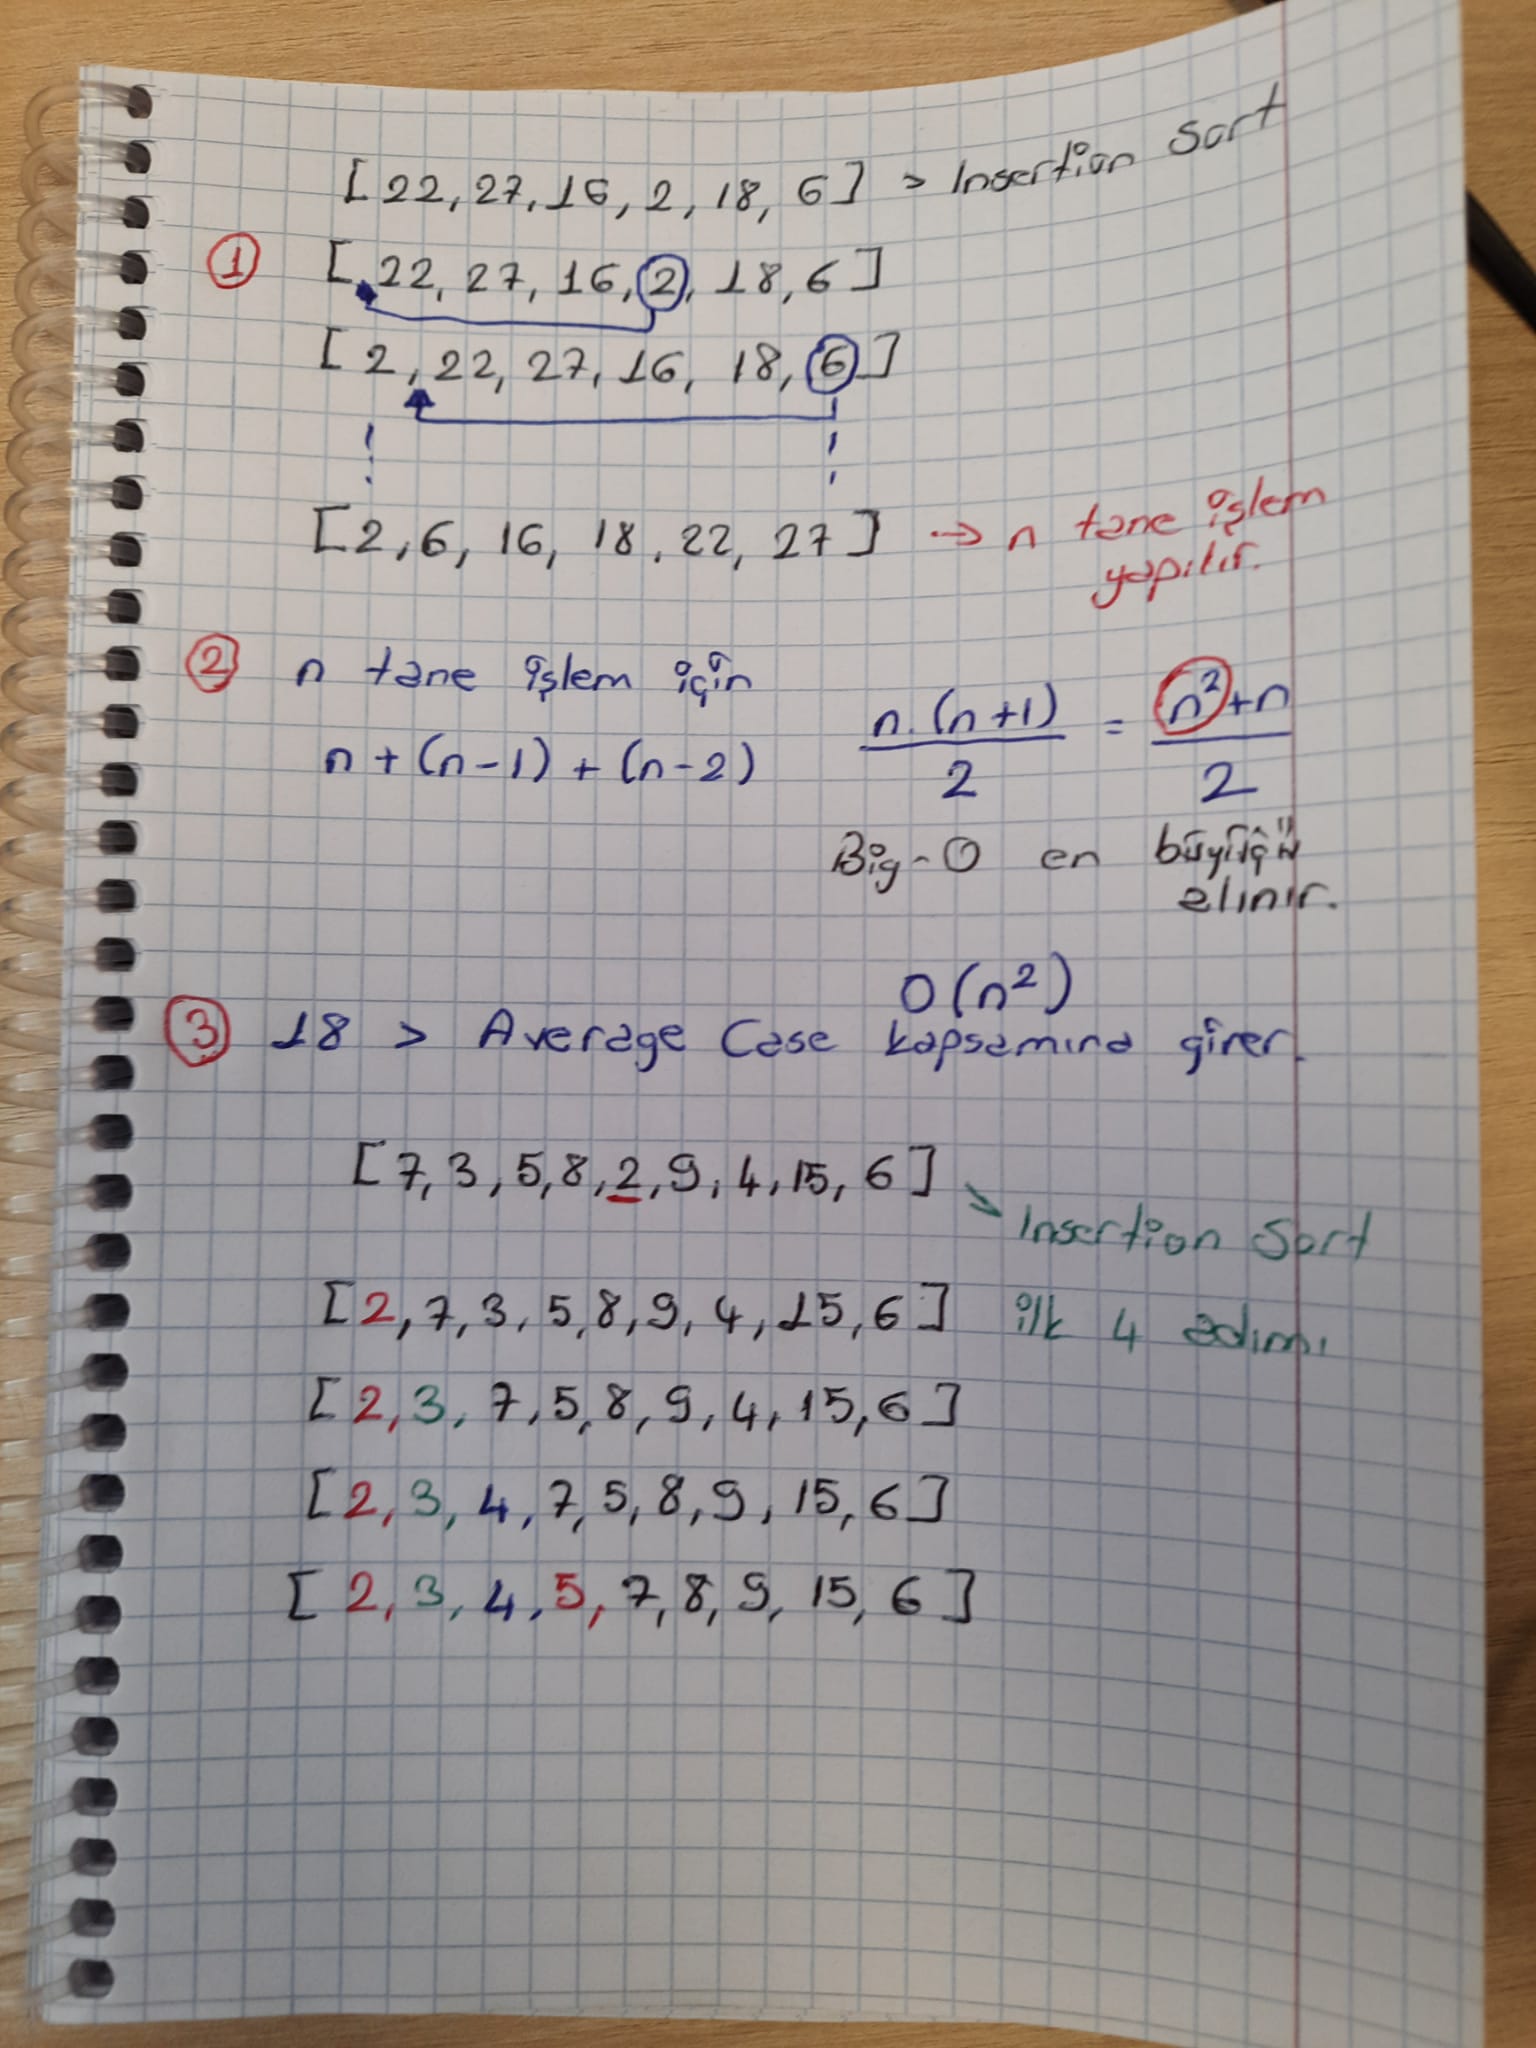 [22, 27, 16, 2, 18, 6] > Insertion Sort
1 [22, 27, 16, 2, 18, 6]
[2, 22, 27, 16, 18, 6]
[2, 6, 16, 18, 22, 27] → n tane işlem
yapılır.
2 n tane işlem için
n + (n-1) + (n-2) n.(n+1)/2 = n²+n/2
Big-O en büyüğü
alınır.
O(n²)
3 18 > Average Case kapsamına girer.
[7, 3, 5, 8, 2, 9, 4, 15, 6]
→ Insertion Sort
[2, 7, 3, 5, 8, 9, 4, 15, 6] ilk 4 adımı
[2, 3, 7, 5, 8, 9, 4, 15, 6]
[2, 3, 4, 7, 5, 8, 9, 15, 6]
[2, 3, 4, 5, 7, 8, 9, 15, 6]